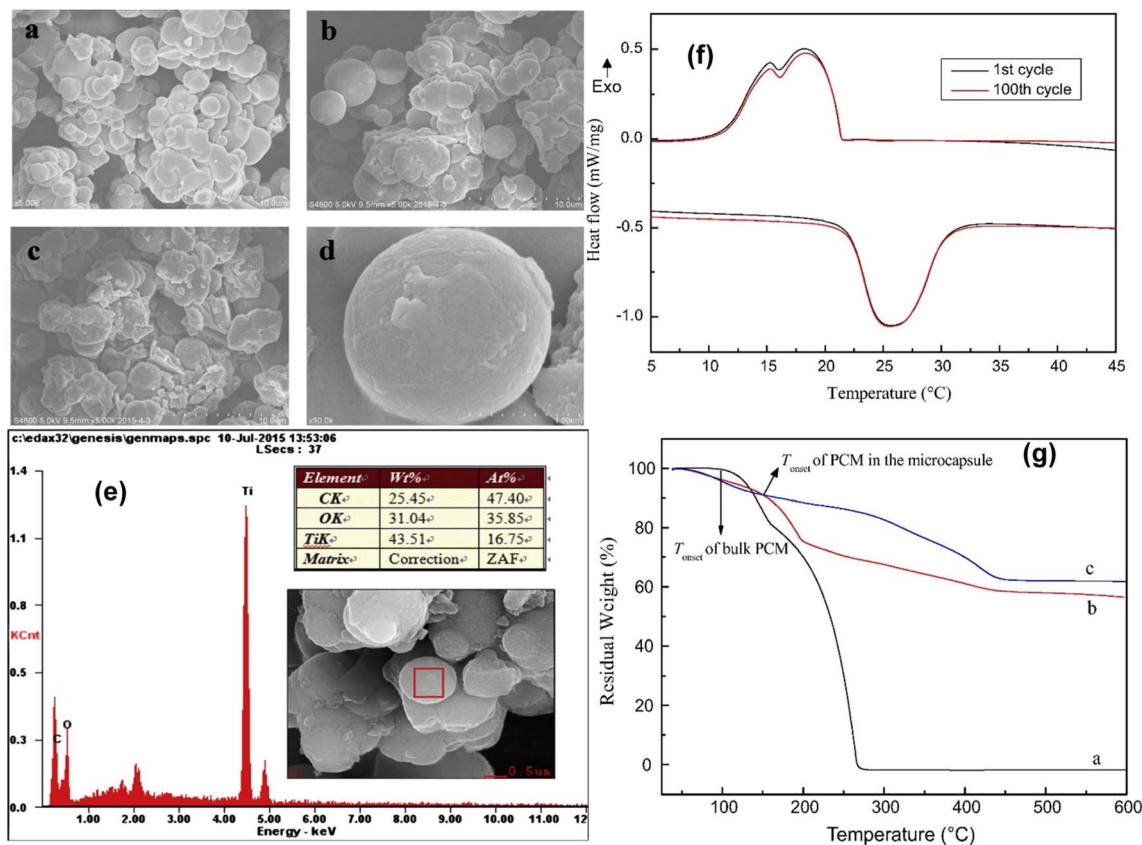 a
x5.00K
10.0um
b
S4800 5.0kV 9.5mm x5.00k 2015-4-3
10.0um
c
S4800 5.0kV 9.5mm x5.00k 2015-4-3
10.0um
d
x50.0k
1.00um
c:\edax32\genesis\genmaps.spc 10-Jul-2015 13:53:06
LSecs : 37
(e)
1.4
1.1
0.8
KCnt
0.5
0.3
0.0
C
O
Ti
1.00 2.00 3.00 4.00 5.00 6.00 7.00 8.00 9.00 10.00 11.00 12
Energy - keV
Element Wt% At%
CK 25.45 47.40
OK 31.04 35.85
TiK 43.51 16.75
Matrix Correction ZAF
0.5um
(f)
1st cycle
100th cycle
Exo
Heat flow (mW/mg)
0.5
0.0
-0.5
-1.0
5 10 15 20 25 30 35 40 45
Temperature (°C)
(g)
Tonset of PCM in the microcapsule
Tonset of bulk PCM
Residual Weight (%)
100
80
60
40
20
0
c
b
a
100 200 300 400 500 600
Temperature (°C)